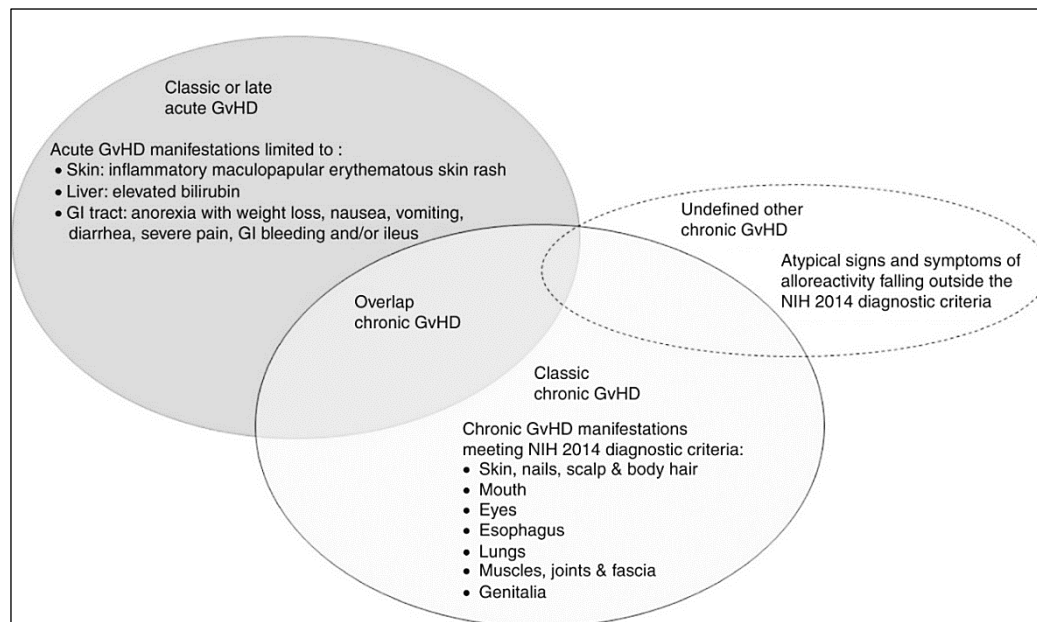 Classic or late
acute GvHD
Acute GvHD manifestations limited to :
• Skin: inflammatory maculopapular erythematous skin rash
• Liver: elevated bilirubin
• GI tract: anorexia with weight loss, nausea, vomiting,
diarrhea, severe pain, GI bleeding and/or ileus
Undefined other
chronic GvHD
Atypical signs and symptoms of
alloreactivity falling outside the
NIH 2014 diagnostic criteria
Overlap
chronic GvHD
Classic
chronic GvHD
Chronic GvHD manifestations
meeting NIH 2014 diagnostic criteria:
• Skin, nails, scalp & body hair
• Mouth
• Eyes
• Esophagus
• Lungs
• Muscles, joints & fascia
• Genitalia